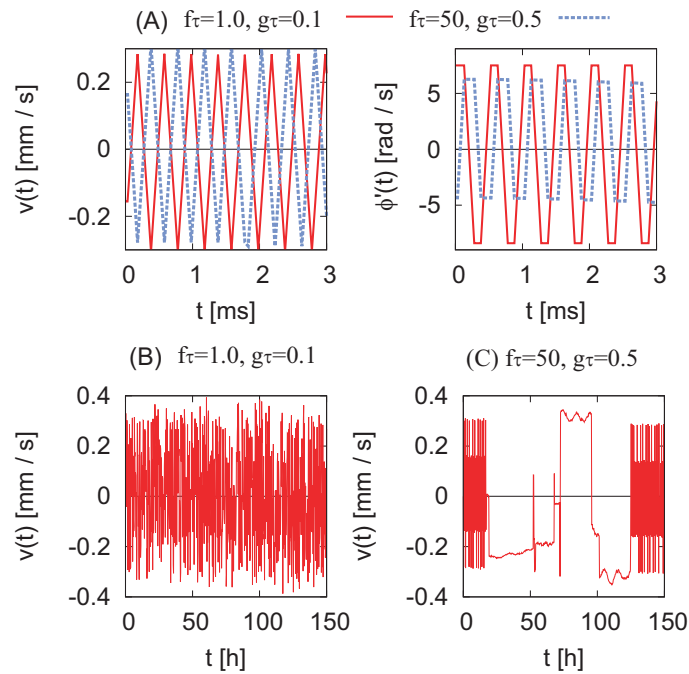 (A) fτ=1.0, gτ=0.1 fτ=50, gτ=0.5
v(t) [mm / s]
0.2
0
-0.2
0 1 2 3
t [ms]
ϕ'(t) [rad / s]
5
0
-5
0 1 2 3
t [ms]
(B) fτ=1.0, gτ=0.1
v(t) [mm / s]
0.4
0.2
0
-0.2
-0.4
0 50 100 150
t [h]
(C) fτ=50, gτ=0.5
v(t) [mm / s]
0.4
0.2
0
-0.2
-0.4
0 50 100 150
t [h]